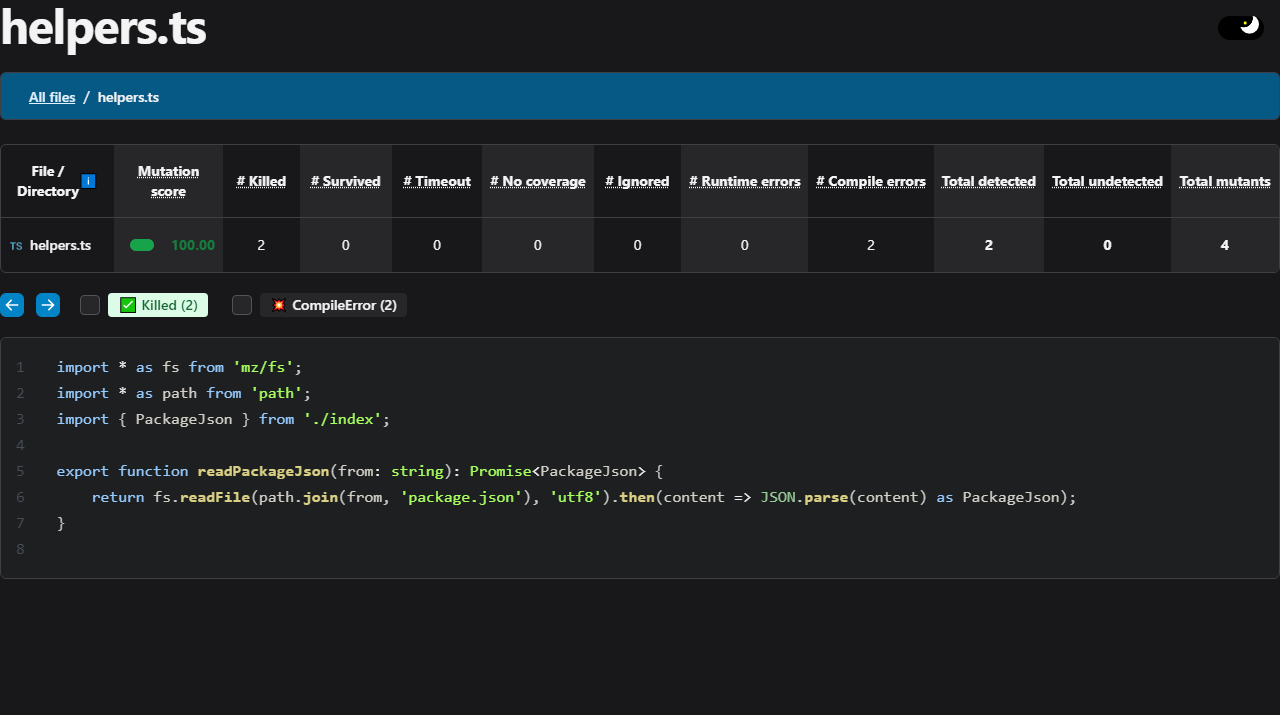 helpers.ts
All files / helpers.ts
File / Directory i Mutation score # Killed # Survived # Timeout # No coverage # Ignored # Runtime errors # Compile errors Total detected Total undetected Total mutants
TS helpers.ts 100.00 2 0 0 0 0 0 2 2 0 4
← → ✅ Killed (2) 💥 CompileError (2)
1 import * as fs from 'mz/fs';
2 import * as path from 'path';
3 import { PackageJson } from './index';
4
5 export function readPackageJson(from: string): Promise<PackageJson> {
6     return fs.readFile(path.join(from, 'package.json'), 'utf8').then(content => JSON.parse(content) as PackageJson);
7 }
8